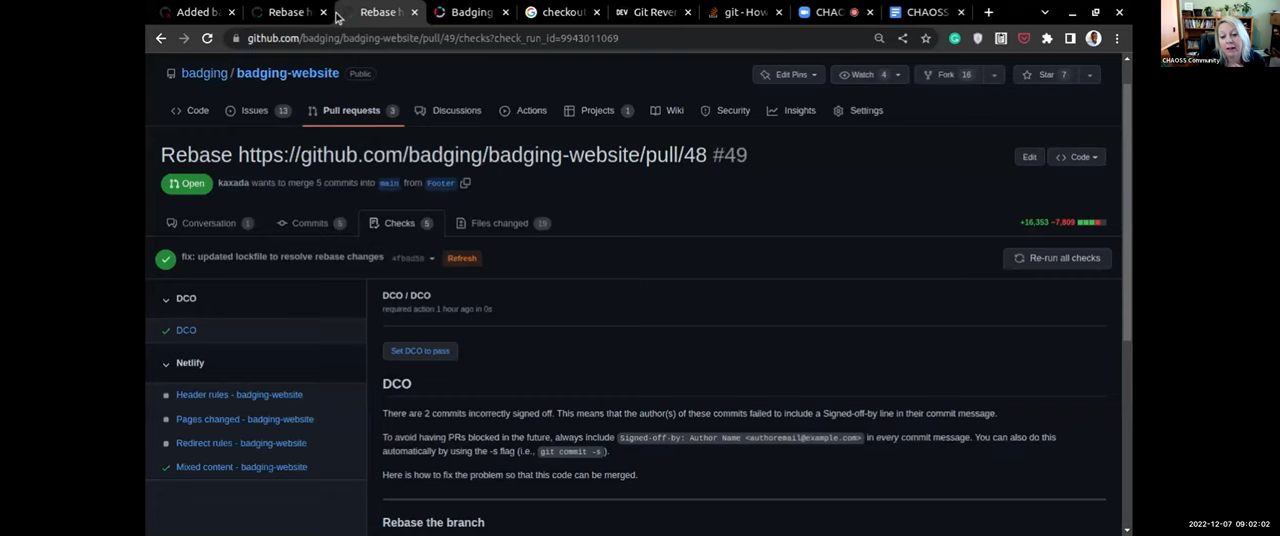 Added b
Rebase h
Rebase h
Badging
checkout
DEV
Git Rever
git - How
CHAO
CHAOSS
github.com/badging/badging-website/pull/49/checks?check_run_id=9943011069
CHAOSS Community
badging / badging-website Public
Edit Pins
Watch 4
Fork 16
Star 7
Code
Issues 13
Pull requests 3
Discussions
Actions
Projects 1
Wiki
Security
Insights
Settings
Rebase https://github.com/badging/badging-website/pull/48 #49
Edit
Code
Open kaxada wants to merge 5 commits into main from Footer
Conversation 1
Commits 5
Checks 5
Files changed 19
+16,353 −7,809
fix: updated lockfile to resolve rebase changes
Refresh
Re-run all checks
DCO
DCO
Netlify
Header rules - badging-website
Pages changed - badging-website
Redirect rules - badging-website
Mixed content - badging-website
DCO / DCO
required action 1 hour ago in 0s
Set DCO to pass
DCO
There are 2 commits incorrectly signed off. This means that the author(s) of these commits failed to include a Signed-off-by line in their commit message.
To avoid having PRs blocked in the future, always include Signed-off-by: Author Name <authoremail@example.com> in every commit message. You can also do this
automatically by using the -s flag (i.e., git commit -s).
Here is how to fix the problem so that this code can be merged.
Rebase the branch
2022-12-07 09:02:02